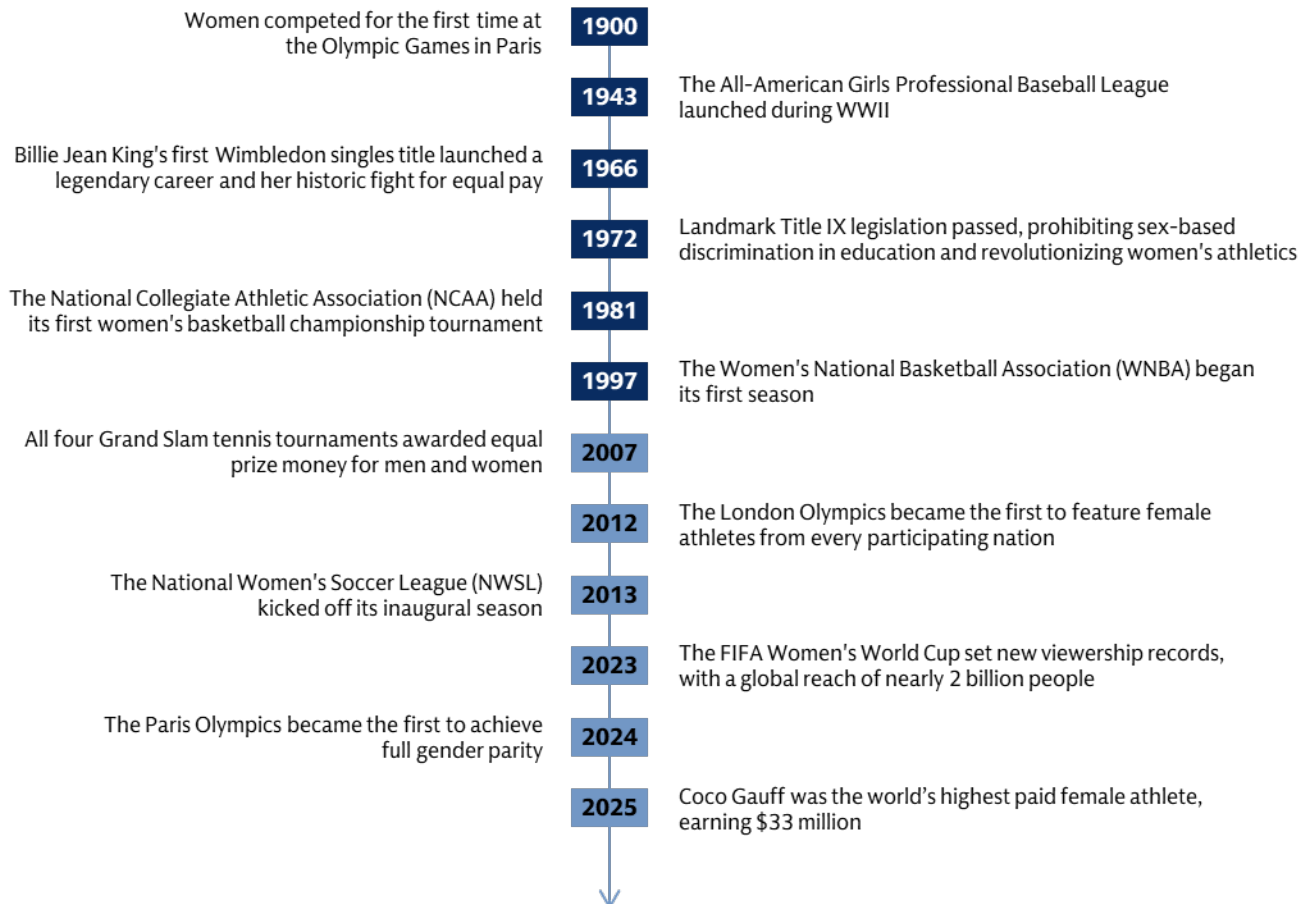 Women competed for the first time at
the Olympic Games in Paris
1900
1943
The All-American Girls Professional Baseball League
launched during WWII
Billie Jean King's first Wimbledon singles title launched a
legendary career and her historic fight for equal pay
1966
1972
Landmark Title IX legislation passed, prohibiting sex-based
discrimination in education and revolutionizing women's athletics
The National Collegiate Athletic Association (NCAA) held
its first women's basketball championship tournament
1981
1997
The Women's National Basketball Association (WNBA) began
its first season
All four Grand Slam tennis tournaments awarded equal
prize money for men and women
2007
2012
The London Olympics became the first to feature female
athletes from every participating nation
The National Women's Soccer League (NWSL)
kicked off its inaugural season
2013
2023
The FIFA Women's World Cup set new viewership records,
with a global reach of nearly 2 billion people
The Paris Olympics became the first to achieve
full gender parity
2024
2025
Coco Gauff was the world’s highest paid female athlete,
earning $33 million